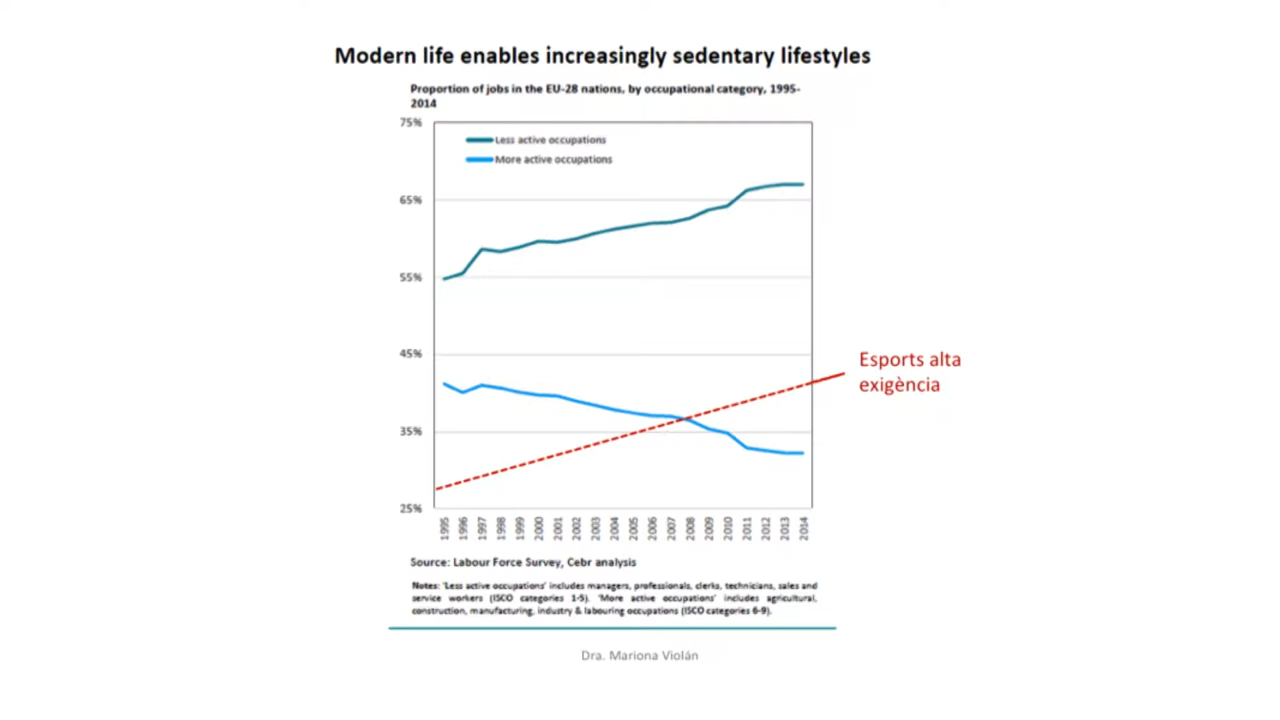 Modern life enables increasingly sedentary lifestyles
Proportion of jobs in the EU-28 nations, by occupational category, 1995-
2014
75%
Less active occupations
More active occupations
65%
55%
45%
Esports alta
exigència
35%
25%
1995
1996
1997
1998
1999
2000
2001
2002
2003
2004
2005
2006
2007
2008
2009
2010
2011
2012
2013
2014
Source: Labour Force Survey, Cebr analysis
Notes: 'Less active occupations' includes managers, professionals, clerks, technicians, sales and
service workers (ISCO categories 1-5). 'More active occupations' includes agricultural,
construction, manufacturing, industry & labouring occupations (ISCO categories 6-9).
Dra. Mariona Violán